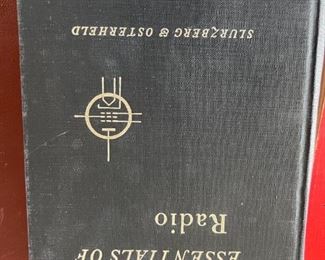 ESSENTIALS OF
Radio
SLURZBERG & OSTERHELD